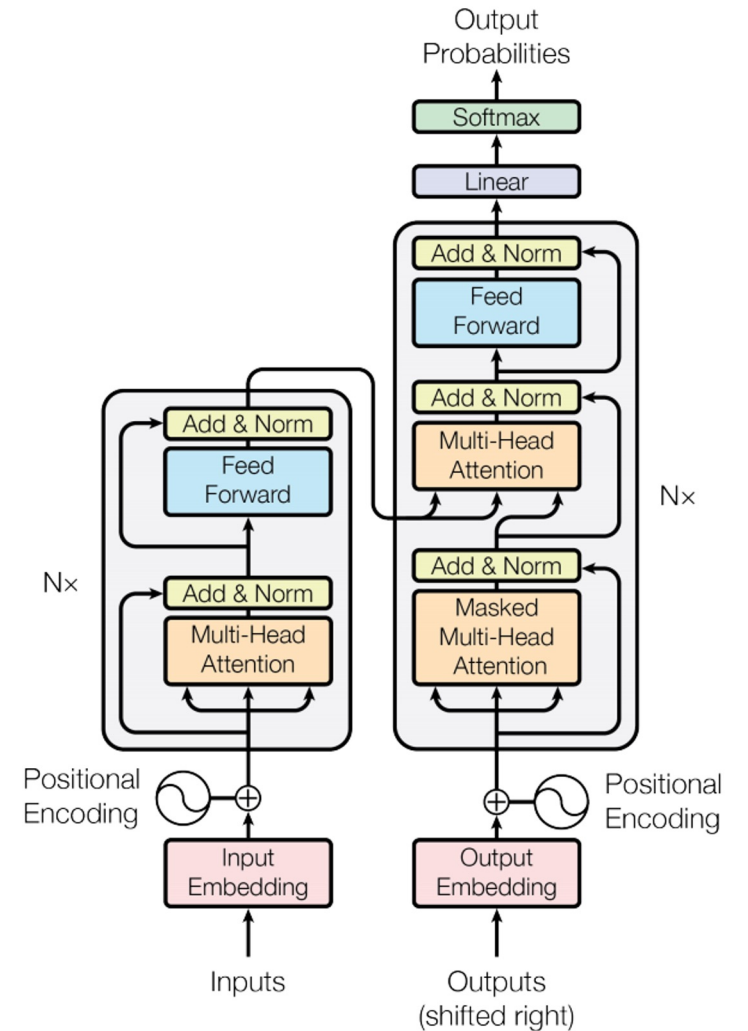 Output
Probabilities
Softmax
Linear
Add & Norm
Feed
Forward
Add & Norm
Multi-Head
Attention
Nx
Add & Norm
Masked
Multi-Head
Attention
Add & Norm
Feed
Forward
Nx
Add & Norm
Multi-Head
Attention
Positional
Encoding
Positional
Encoding
Input
Embedding
Output
Embedding
Inputs
Outputs
(shifted right)